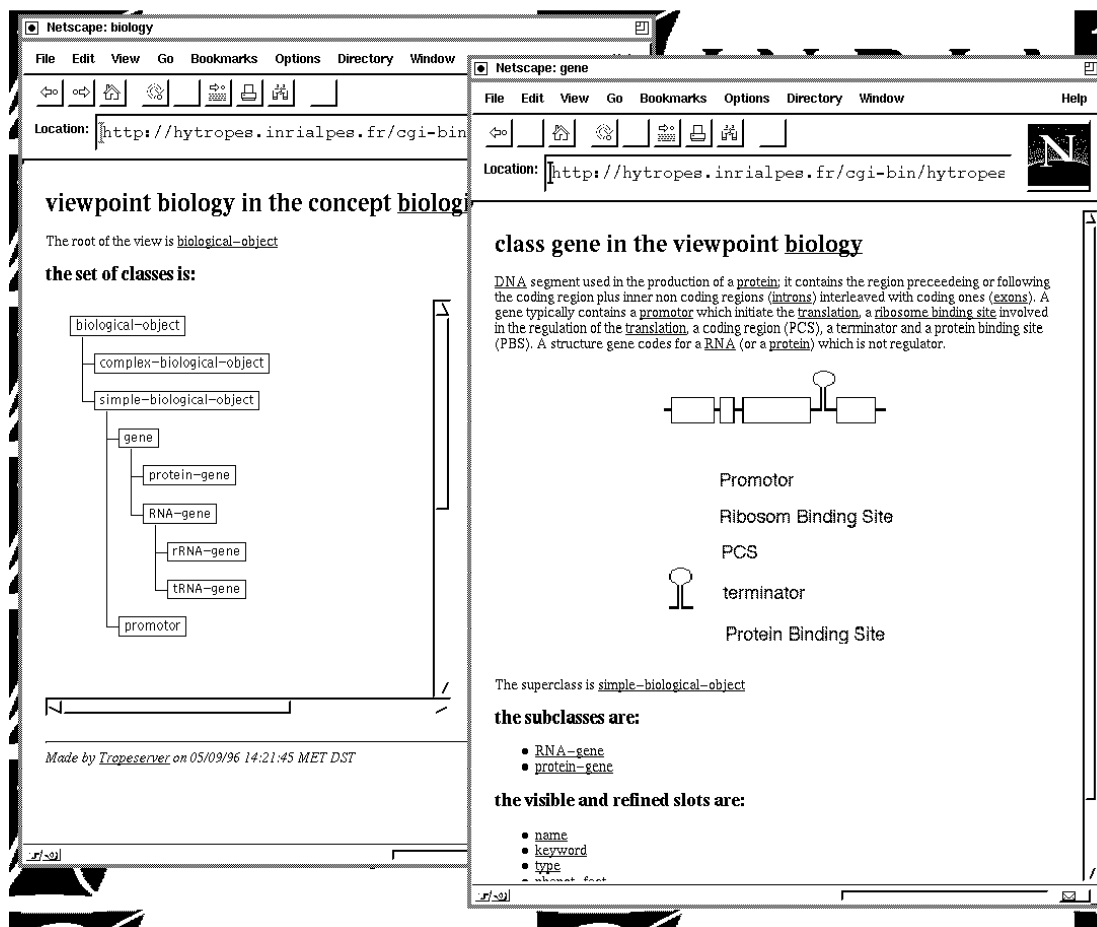 Netscape: biology
File Edit View Go Bookmarks Options Directory Window
Location: http://hytropes.inrialpes.fr/cgi-bin
viewpoint biology in the concept biologi
The root of the view is biological-object
the set of classes is:
biological-object
complex-biological-object
simple-biological-object
gene
protein-gene
RNA-gene
rRNA-gene
tRNA-gene
promotor
Made by Tropeserver on 05/09/96 14:21:45 MET DST
Netscape: gene
File Edit View Go Bookmarks Options Directory Window Help
Location: http://hytropes.inrialpes.fr/cgi-bin/hytropes
N
class gene in the viewpoint biology
DNA segment used in the production of a protein; it contains the region preceedeing or following
the coding region plus inner non coding regions (introns) interleaved with coding ones (exons). A
gene typically contains a promotor which initiate the translation, a ribosome binding site involved
in the regulation of the translation, a coding region (PCS), a terminator and a protein binding site
(PBS). A structure gene codes for a RNA (or a protein) which is not regulator.
Promotor
Ribosom Binding Site
PCS
terminator
Protein Binding Site
The superclass is simple-biological-object
the subclasses are:
RNA-gene
protein-gene
the visible and refined slots are:
name
keyword
type